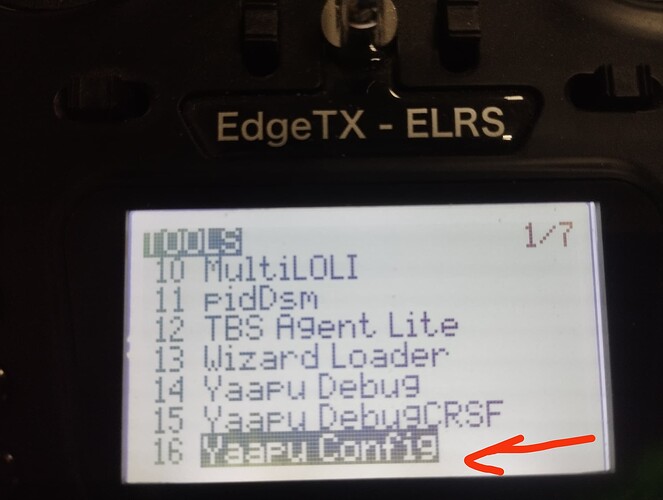 EdgeTX - ELRS
TOOLS 1/7
10 MultiLOLI
11 pidDsm
12 TBS Agent Lite
13 Wizard Loader
14 Yaapu Debug
15 Yaapu DebugCRSF
16 Yaapu Config